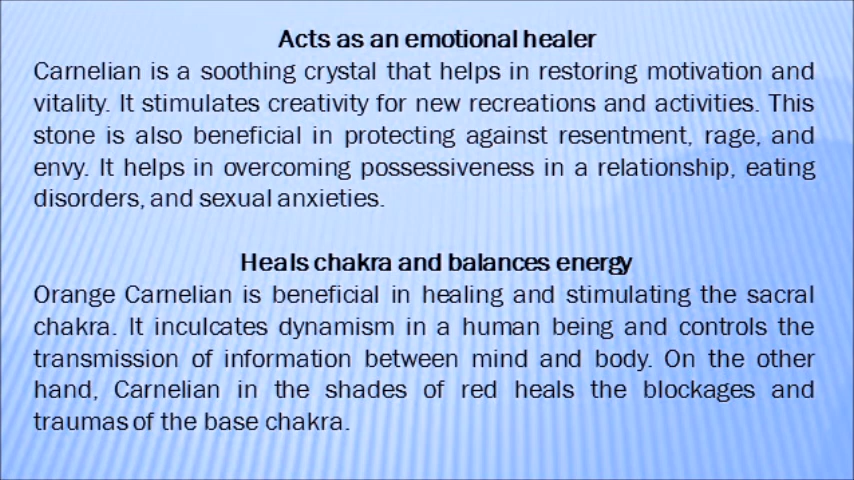 Acts as an emotional healer
Carnelian is a soothing crystal that helps in restoring motivation and
vitality. It stimulates creativity for new recreations and activities. This
stone is also beneficial in protecting against resentment, rage, and
envy. It helps in overcoming possessiveness in a relationship, eating
disorders, and sexual anxieties.
Heals chakra and balances energy
Orange Carnelian is beneficial in healing and stimulating the sacral
chakra. It inculcates dynamism in a human being and controls the
transmission of information between mind and body. On the other
hand, Carnelian in the shades of red heals the blockages and
traumas of the base chakra.